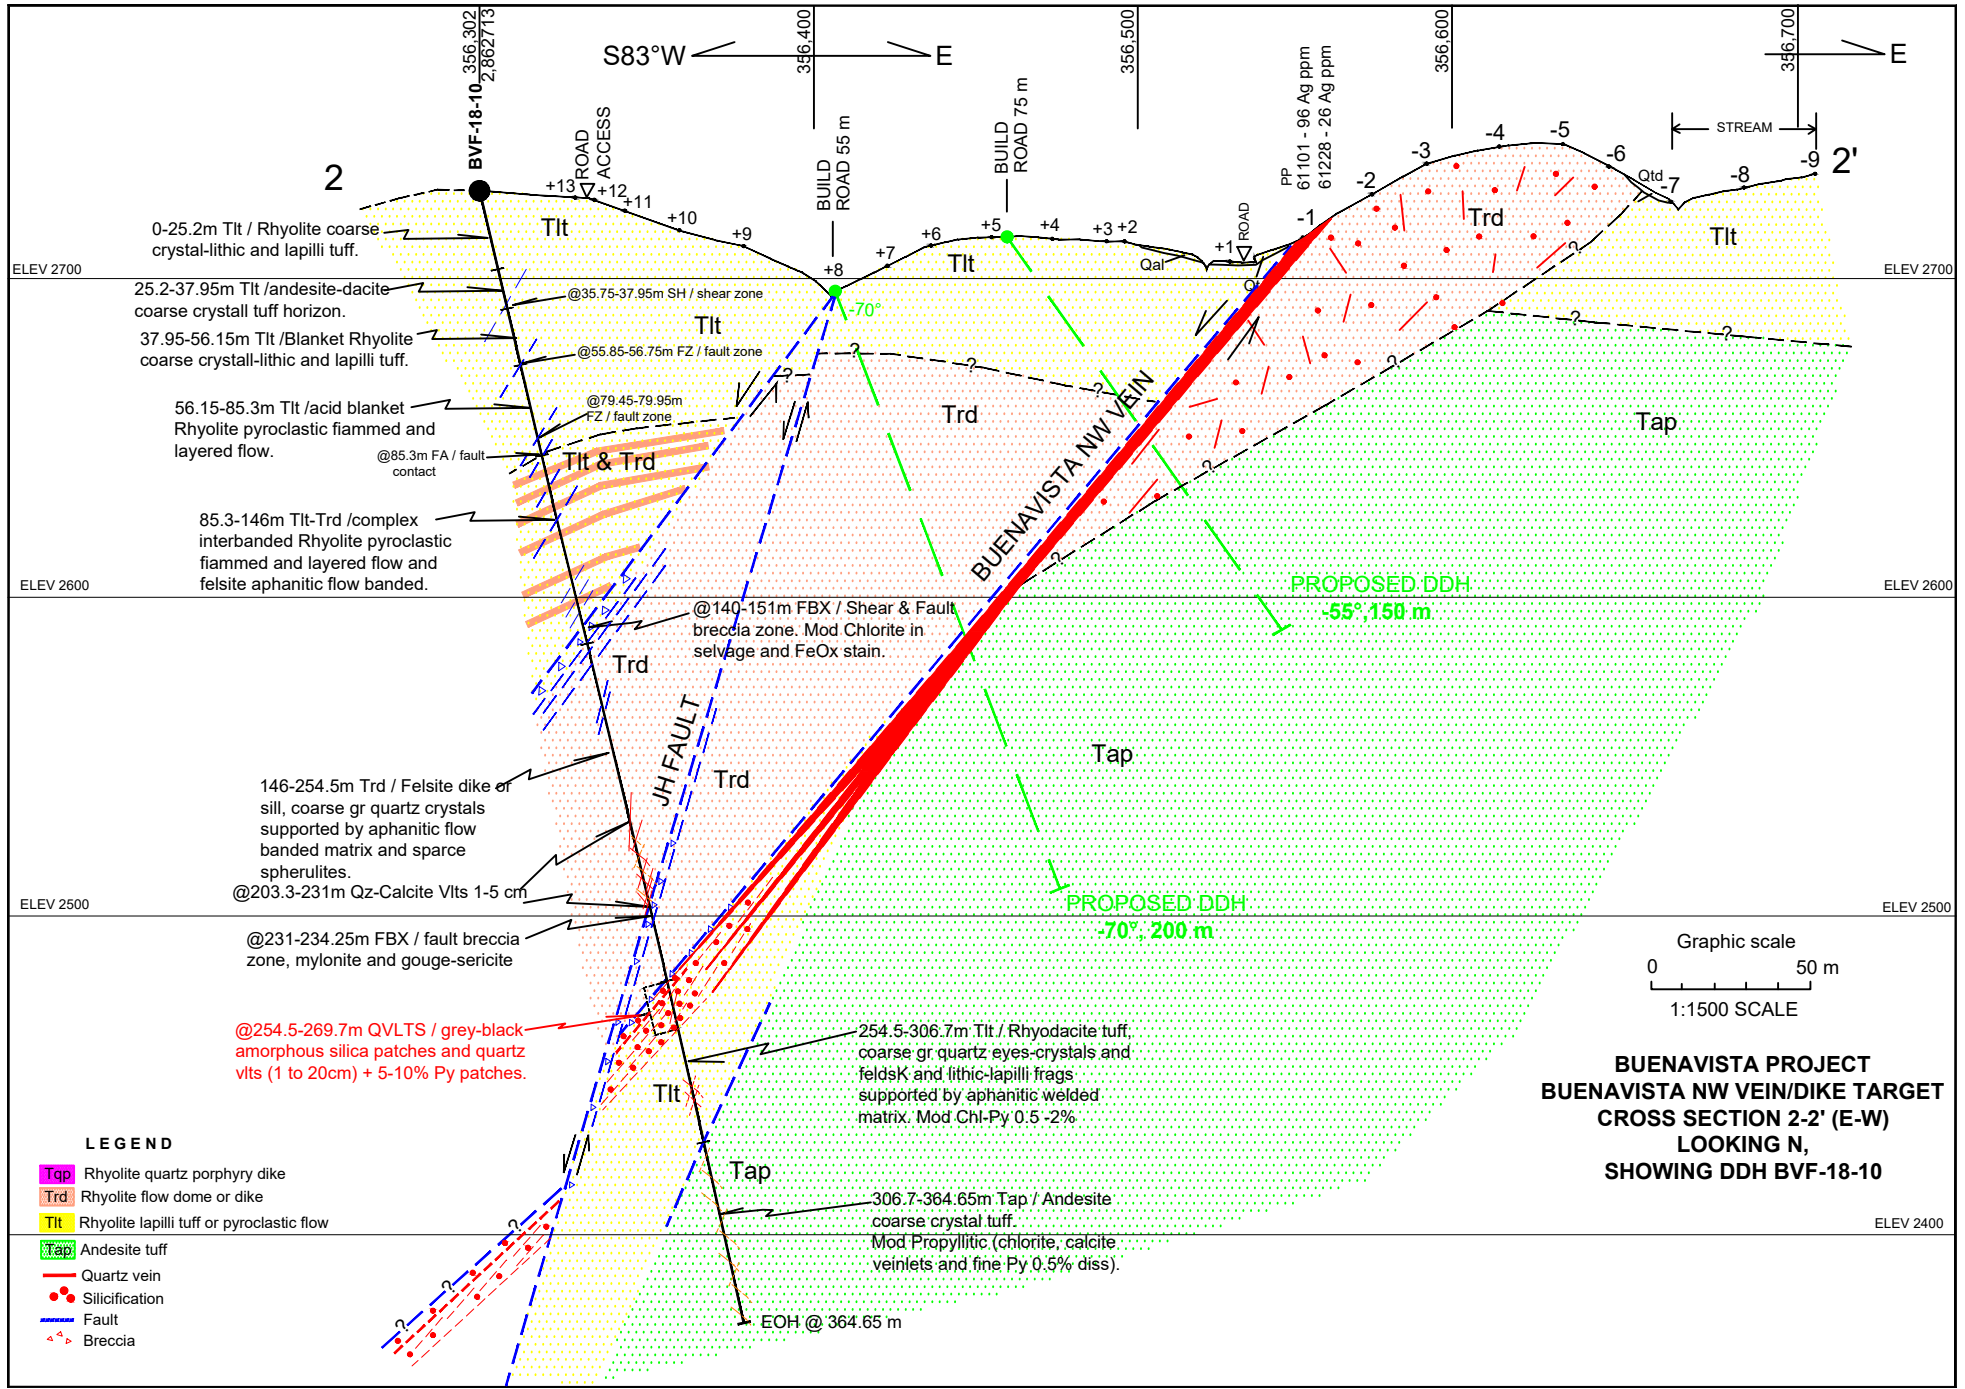 356,302
2,862713
BVF-18-10
S83°W
E
356,400
356,500
356,600
356,700
E
2
2'
ROAD
ACCESS
BUILD
ROAD 55 m
BUILD
ROAD 75 m
PP
61101 - 96 Ag ppm
61228 - 26 Ag ppm
STREAM
ROAD
+13
+12
+11
+10
+9
+8
+7
+6
+5
+4
+3
+2
+1
-1
-2
-3
-4
-5
-6
-7
-8
-9
Qtd
Qal
Tlt
Tlt
Tlt
Trd
Tlt
-70°
ELEV 2700
ELEV 2700
0-25.2m Tlt / Rhyolite coarse
crystal-lithic and lapilli tuff.
25.2-37.95m Tlt /andesite-dacite
coarse crystall tuff horizon.
37.95-56.15m Tlt /Blanket Rhyolite
coarse crystall-lithic and lapilli tuff.
56.15-85.3m Tlt /acid blanket
Rhyolite pyroclastic fiammed and
layered flow.
85.3-146m Tlt-Trd /complex
interbanded Rhyolite pyroclastic
fiammed and layered flow and
felsite aphanitic flow banded.
@35.75-37.95m SH / shear zone
@55.85-56.75m FZ / fault zone
@79.45-79.95m
FZ / fault zone
@85.3m FA / fault
contact
Tlt & Trd
Trd
Tap
BUENAVISTA NW VEIN
? ? ? ? ? ? ? ? ? ?
ELEV 2600
ELEV 2600
PROPOSED DDH
-55°,150 m
@140-151m FBX / Shear & Fault
breccia zone. Mod Chlorite in
selvage and FeOx stain.
Trd
JH FAULT
Trd
Tap
146-254.5m Trd / Felsite dike or
sill, coarse gr quartz crystals
supported by aphanitic flow
banded matrix and sparce
spherulites.
@203.3-231m Qz-Calcite Vlts 1-5 cm
ELEV 2500
ELEV 2500
PROPOSED DDH
-70°, 200 m
@231-234.25m FBX / fault breccia
zone, mylonite and gouge-sericite
@254.5-269.7m QVLTS / grey-black
amorphous silica patches and quartz
vlts (1 to 20cm) + 5-10% Py patches.
254.5-306.7m Tlt / Rhyodacite tuff,
coarse gr quartz eyes-crystals and
feldsK and lithic-lapilli frags
supported by aphanitic welded
matrix. Mod Chl-Py 0.5 -2%
Tlt
Tap
306.7-364.65m Tap / Andesite
coarse crystal tuff.
Mod Propyllitic (chlorite, calcite
veinlets and fine Py 0.5% diss).
ELEV 2400
EOH @ 364.65 m
? ? ?
Graphic scale
0 50 m
1:1500 SCALE
BUENAVISTA PROJECT
BUENAVISTA NW VEIN/DIKE TARGET
CROSS SECTION 2-2' (E-W)
LOOKING N,
SHOWING DDH BVF-18-10
LEGEND
Tqp Rhyolite quartz porphyry dike
Trd Rhyolite flow dome or dike
Tlt Rhyolite lapilli tuff or pyroclastic flow
Tap Andesite tuff
Quartz vein
Silicification
Fault
Breccia